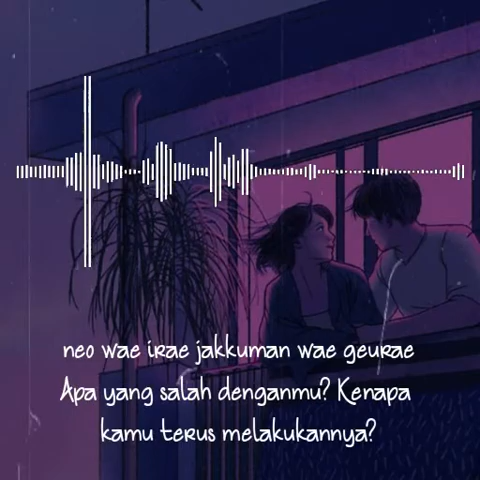 neo wae irae jakkuman wae geurae
Apa yang salah denganmu? Kenapa
kamu terus melakukannya?